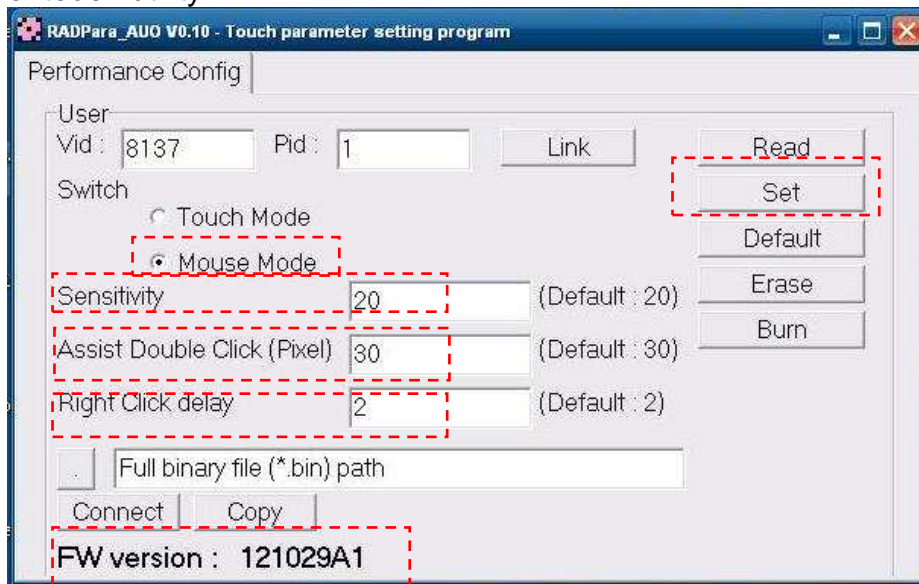 RADPara_AUO V0.10 - Touch parameter setting program
Performance Config
User
Vid : 8137 Pid : 1 Link Read
Switch Set
Touch Mode
Default
Mouse Mode
Sensitivity 20 (Default : 20) Erase
Assist Double Click (Pixel) 30 (Default : 30) Burn
Right Click delay 2 (Default : 2)
. Full binary file (*.bin) path
Connect Copy
FW version : 121029A1